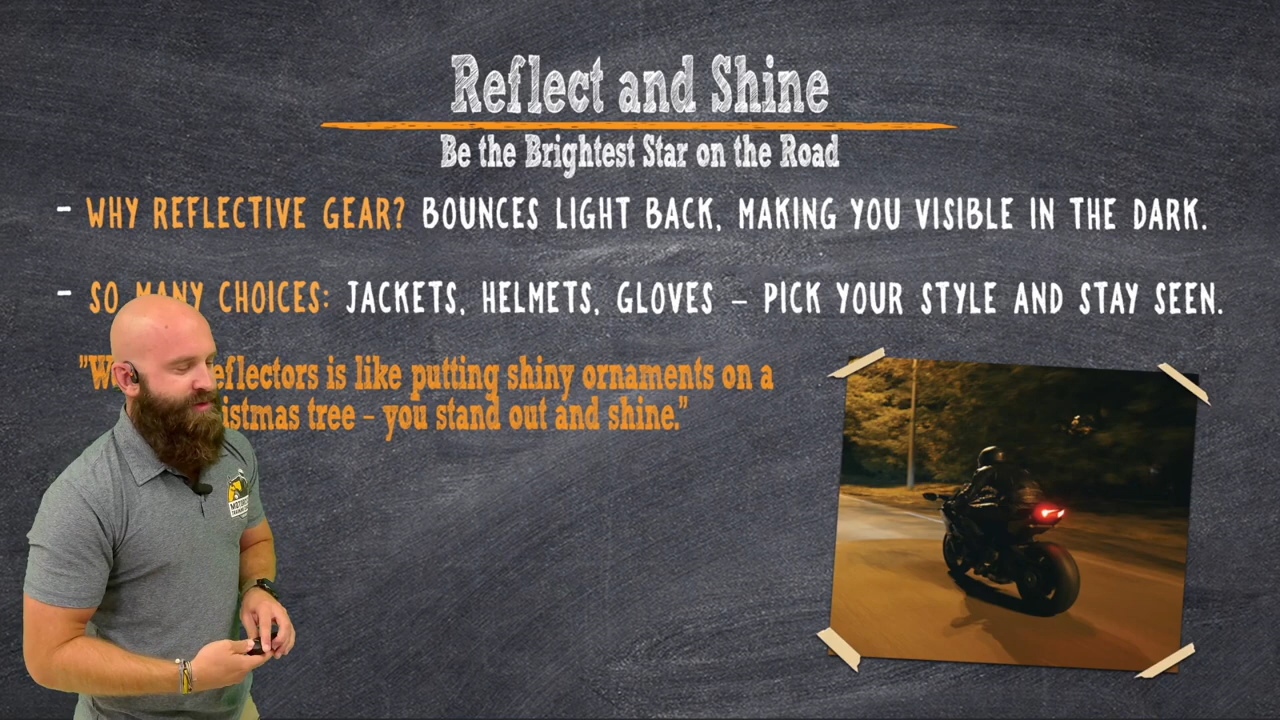 Reflect and Shine
Be the Brightest Star on the Road
- WHY REFLECTIVE GEAR? BOUNCES LIGHT BACK, MAKING YOU VISIBLE IN THE DARK.
- SO MANY CHOICES: JACKETS, HELMETS, GLOVES – PICK YOUR STYLE AND STAY SEEN.
eflectors is like putting shiny ornaments on a
istmas tree – you stand out and shine."